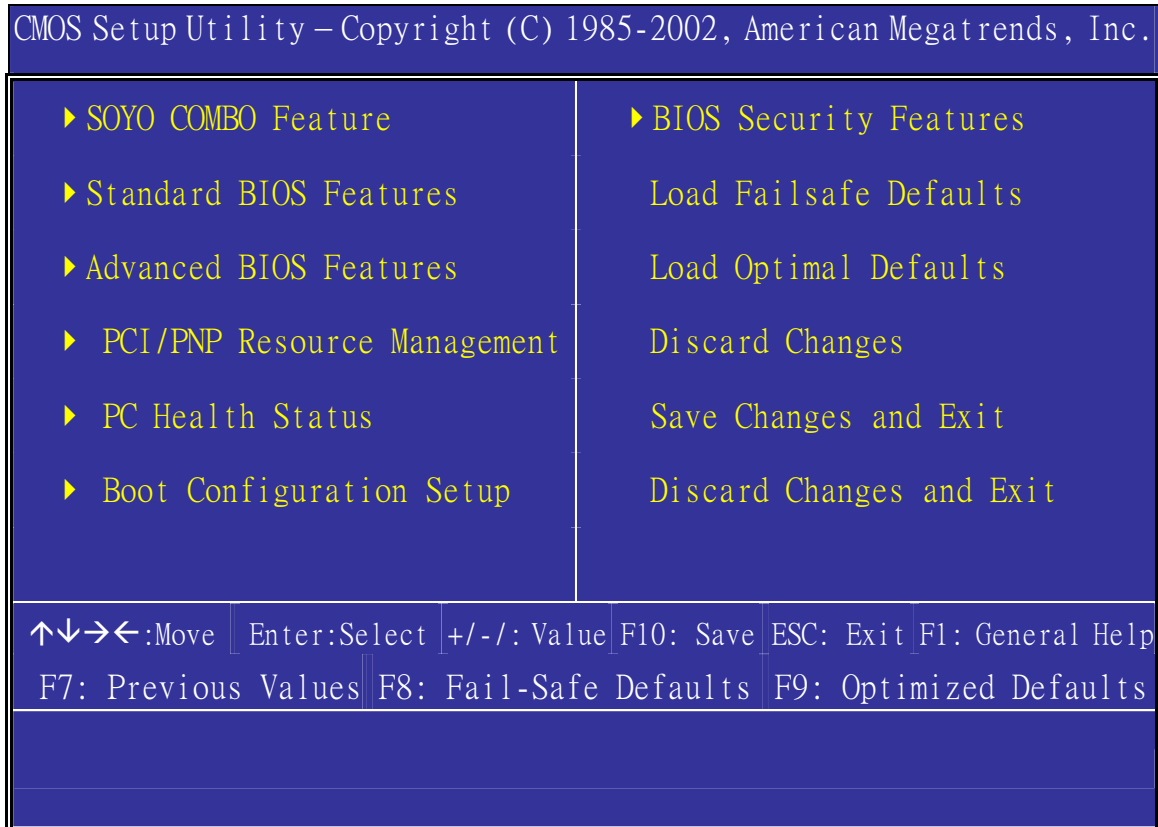 CMOS Setup Utility – Copyright (C) 1985-2002, American Megatrends, Inc.
▸ SOYO COMBO Feature
▸ Standard BIOS Features
▸ Advanced BIOS Features
▸ PCI/PNP Resource Management
▸ PC Health Status
▸ Boot Configuration Setup
▸ BIOS Security Features
Load Failsafe Defaults
Load Optimal Defaults
Discard Changes
Save Changes and Exit
Discard Changes and Exit
↑↓→←:Move Enter:Select +/-/: Value F10: Save ESC: Exit F1: General Help
F7: Previous Values F8: Fail-Safe Defaults F9: Optimized Defaults